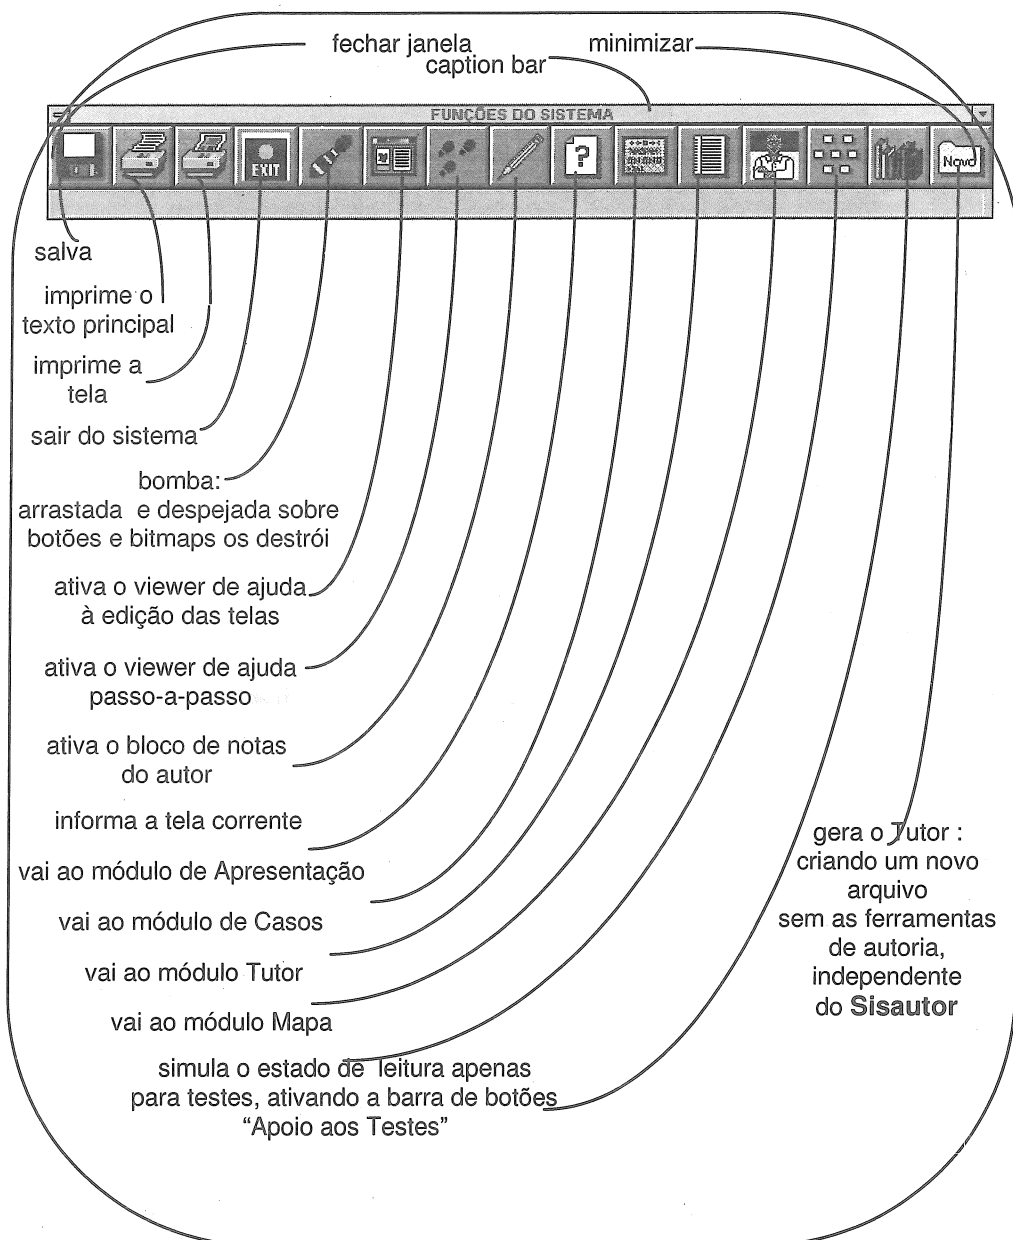 fechar janela
minimizar
caption bar
FUNÇÕES DO SISTEMA
EXIT
?
Novo
salva
imprime o
texto principal
imprime a
tela
sair do sistema
bomba:
arrastada e despejada sobre
botões e bitmaps os destrói
ativa o viewer de ajuda
à edição das telas
ativa o viewer de ajuda
passo-a-passo
ativa o bloco de notas
do autor
informa a tela corrente
vai ao módulo de Apresentação
vai ao módulo de Casos
vai ao módulo Tutor
vai ao módulo Mapa
simula o estado de leitura apenas
para testes, ativando a barra de botões
“Apoio aos Testes”
gera o Tutor :
criando um novo
arquivo
sem as ferramentas
de autoria,
independente
do Sisautor